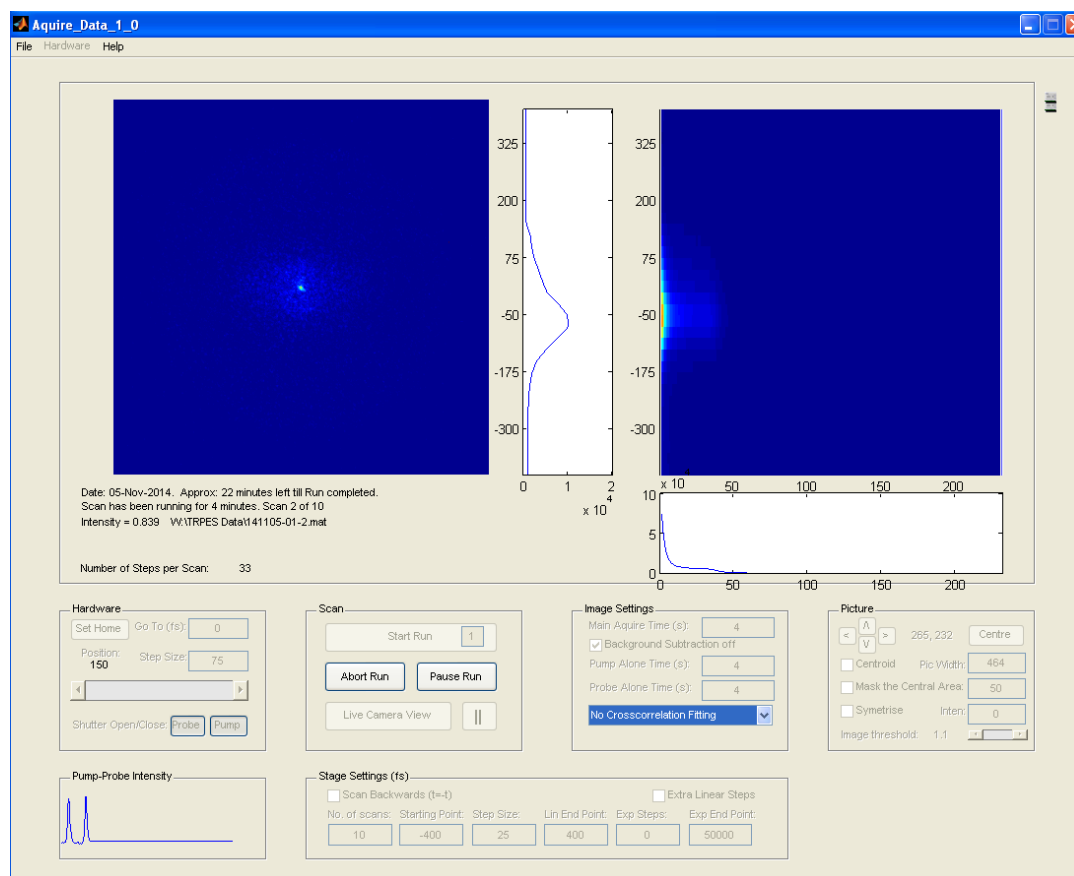 Aquire_Data_1_0
File Hardware Help
325
200
75
-50
-175
-300
0 1 2
x 10^4
325
200
75
-50
-175
-300
50 100 150 200
x 10^4
10
5
0
0 50 100 150 200
Date: 05-Nov-2014. Approx: 22 minutes left till Run completed.
Scan has been running for 4 minutes. Scan 2 of 10
Intensity = 0.839 W:\TRPES Data\141105-01-2.mat
Number of Steps per Scan: 33
Hardware
Set Home Go To (fs): 0
Position: 150 Step Size: 75
Shutter Open/Close: Probe Pump
Scan
Start Run 1
Abort Run Pause Run
Live Camera View ||
Image Settings
Main Aquire Time (s): 4
Background Subtraction off
Pump Alone Time (s): 4
Probe Alone Time (s): 4
No Crosscorrelation Fitting
Picture
< /\ \/ > 265, 232 Centre
Centroid Pic Width: 464
Mask the Central Area: 50
Symetrise Inten: 0
Image threshold: 1.1
Pump-Probe Intensity
Stage Settings (fs)
Scan Backwards (t=-t) Extra Linear Steps
No. of scans: Starting Point: Step Size: Lin End Point: Exp Steps: Exp End Point:
10 -400 25 400 0 50000